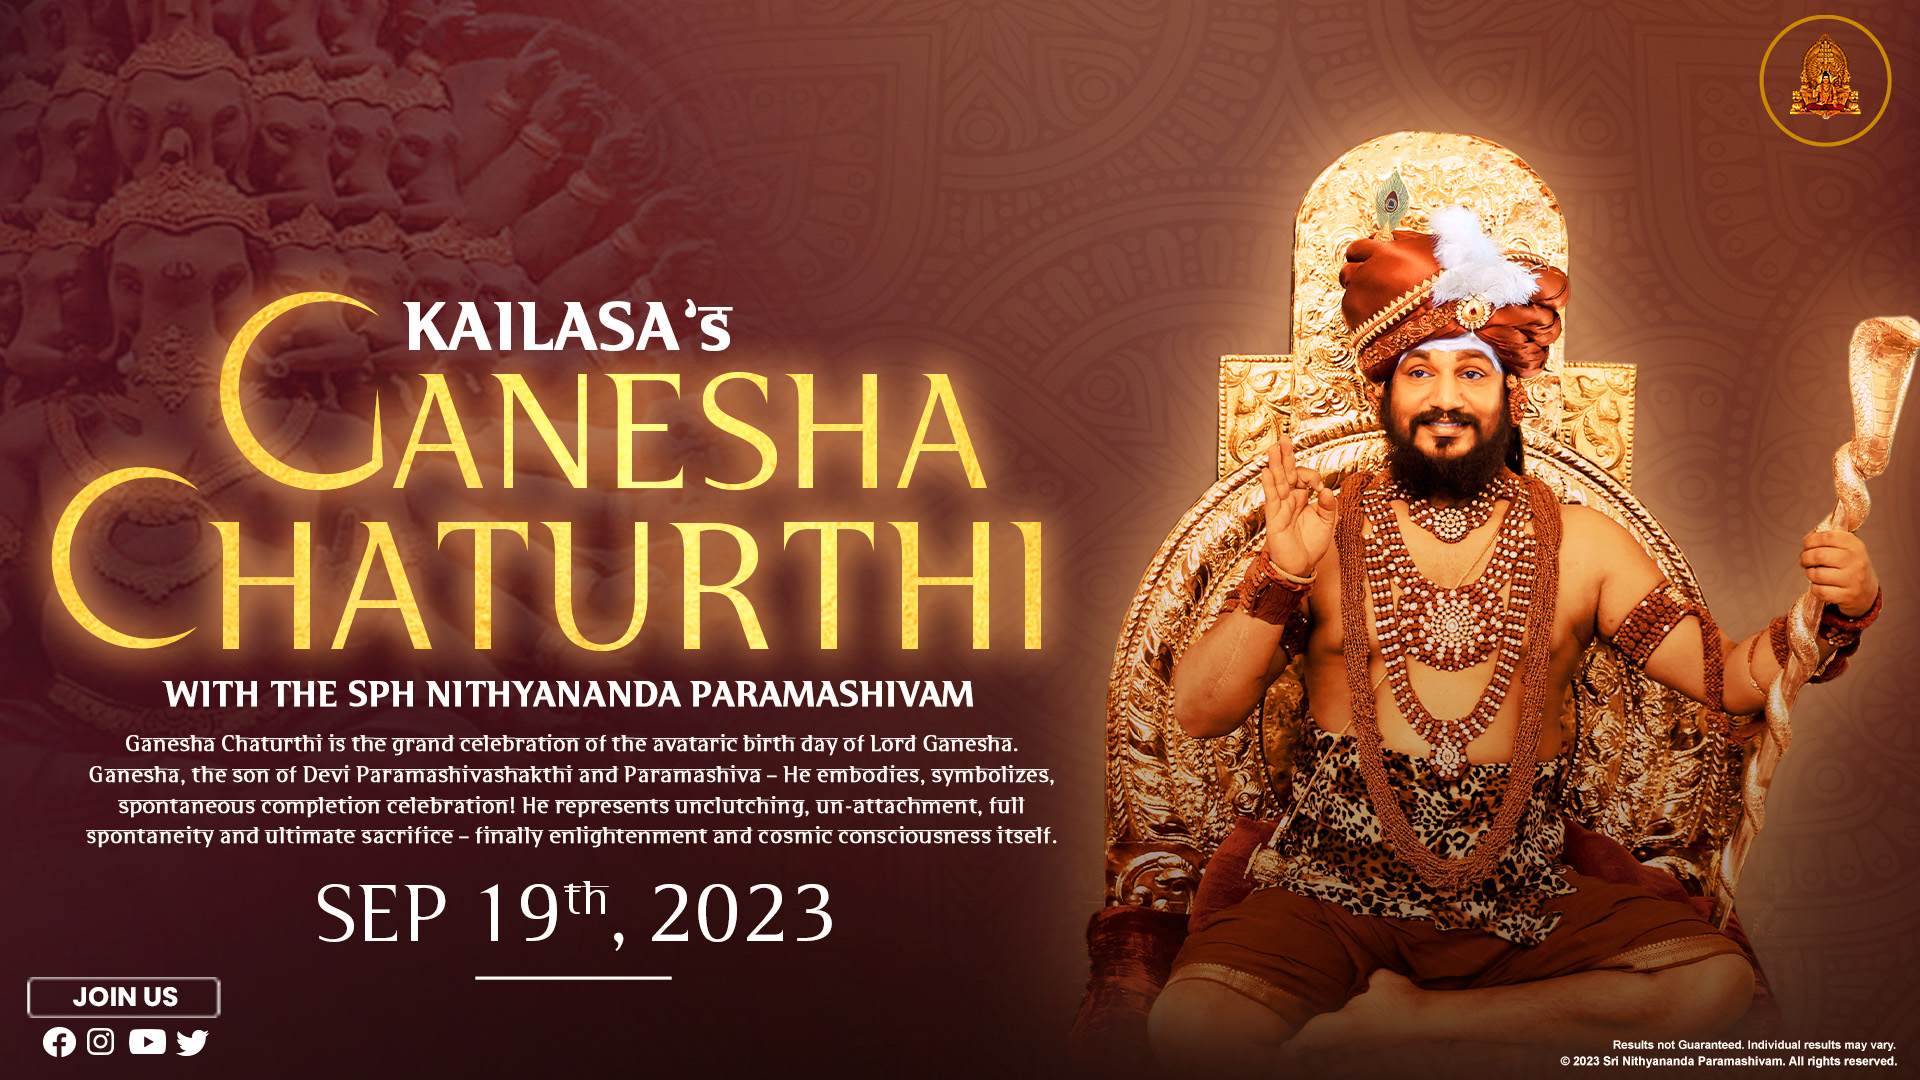 KAILASA's
GANESHA
CHATURTHI
WITH THE SPH NITHYANANDA PARAMASHIVAM
Ganesha Chaturthi is the grand celebration of the avataric birth day of Lord Ganesha.
Ganesha, the son of Devi Paramashivashakthi and Paramashiva – He embodies, symbolizes,
spontaneous completion celebration! He represents unclutching, un-attachment, full
spontaneity and ultimate sacrifice – finally enlightenment and cosmic consciousness itself.
SEP 19th, 2023
JOIN US
Results not Guaranteed. Individual results may vary.
© 2023 Sri Nithyananda Paramashivam. All rights reserved.